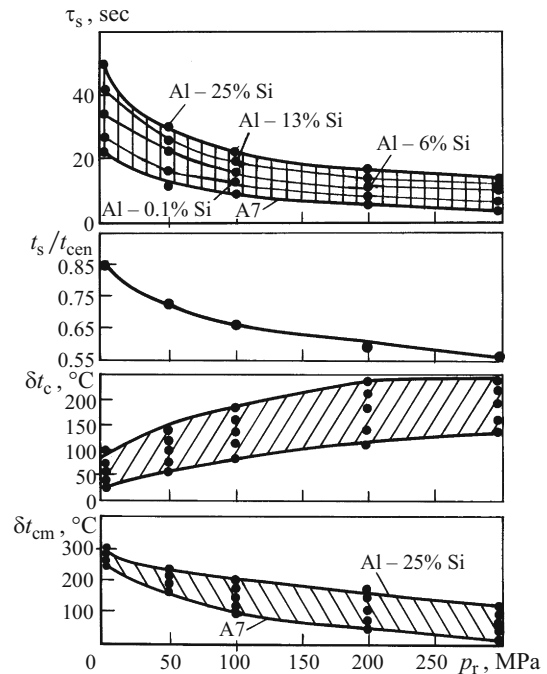 τs, sec
40
20
0
Al – 25% Si
Al – 13% Si
Al – 6% Si
Al – 0.1% Si
A7
ts/tcen
0.85
0.75
0.65
0.55
δtc, °C
200
150
100
50
0
δtcm, °C
300
200
100
Al – 25% Si
A7
0 50 100 150 200 250 pr, MPa